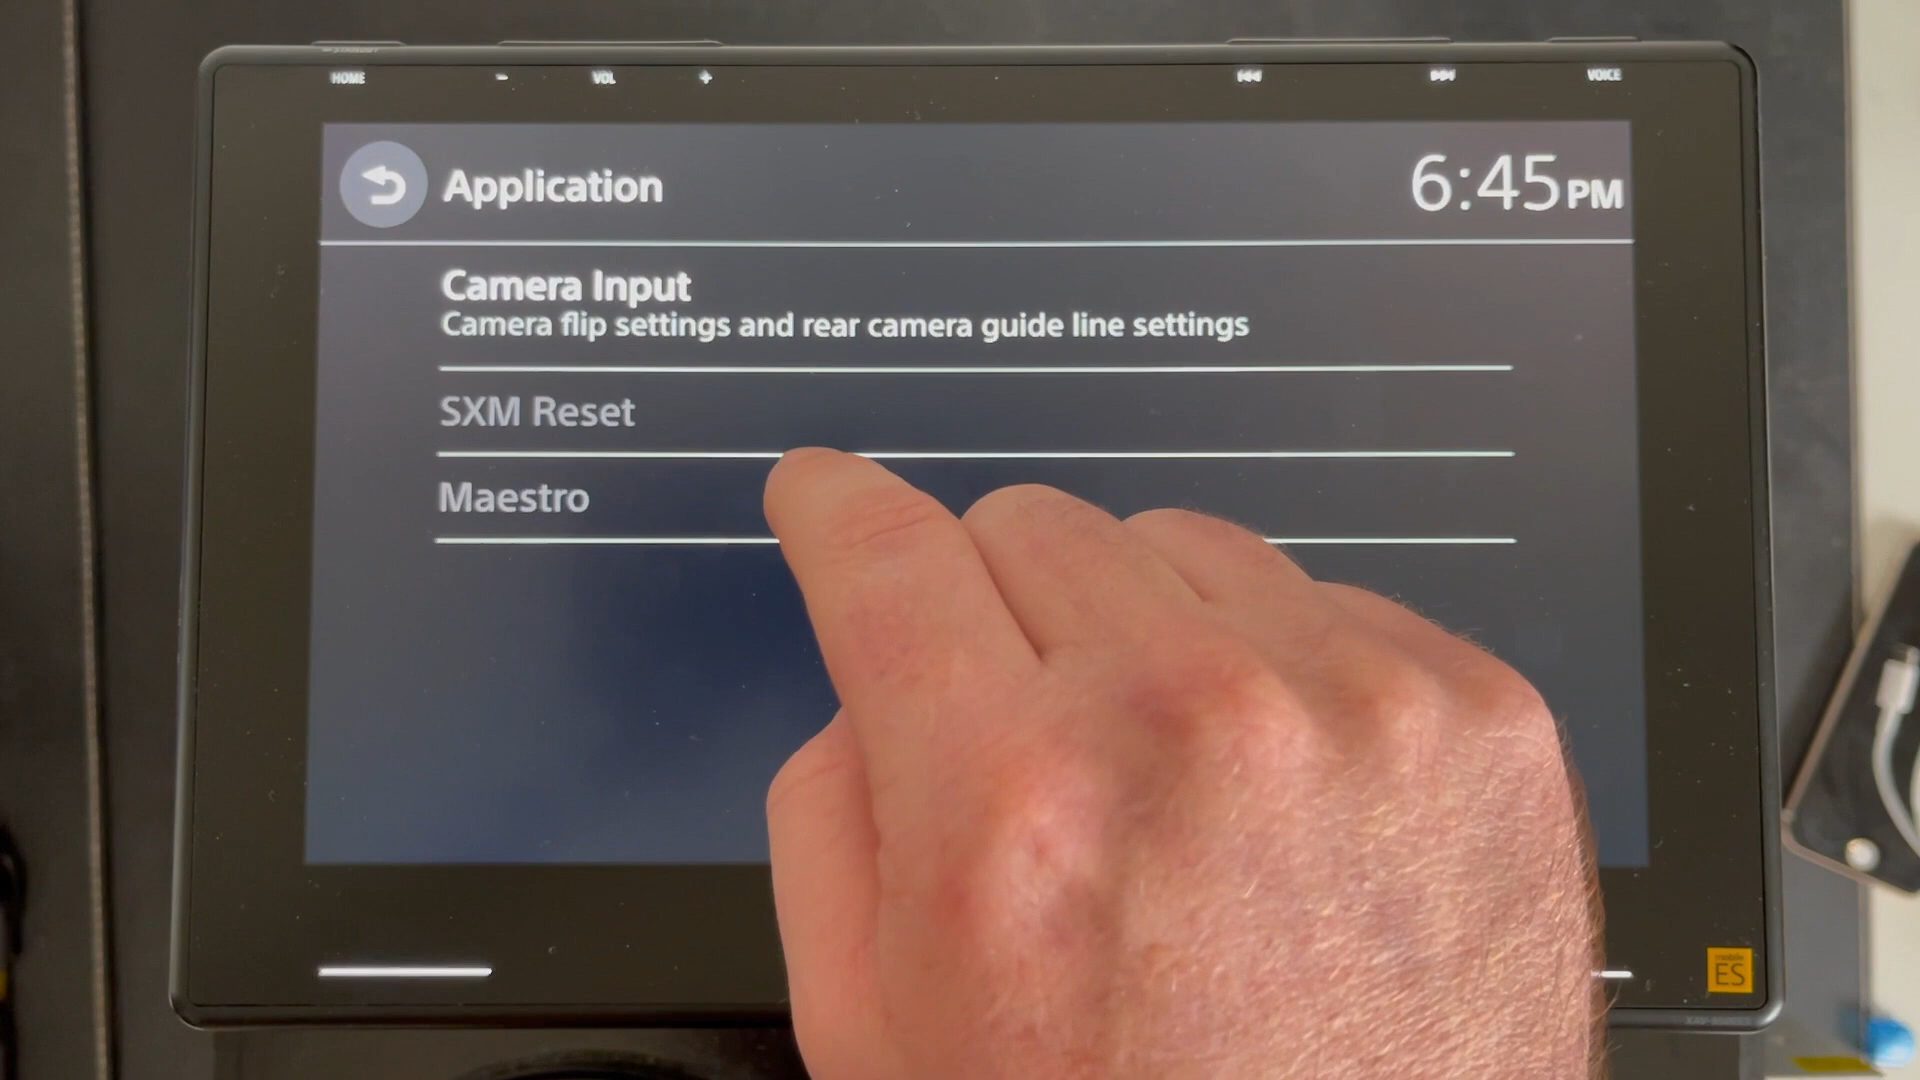 HOME - VOL + VOICE
Application
6:45 PM
Camera Input
Camera flip settings and rear camera guide line settings
SXM Reset
Maestro
mobile
ES